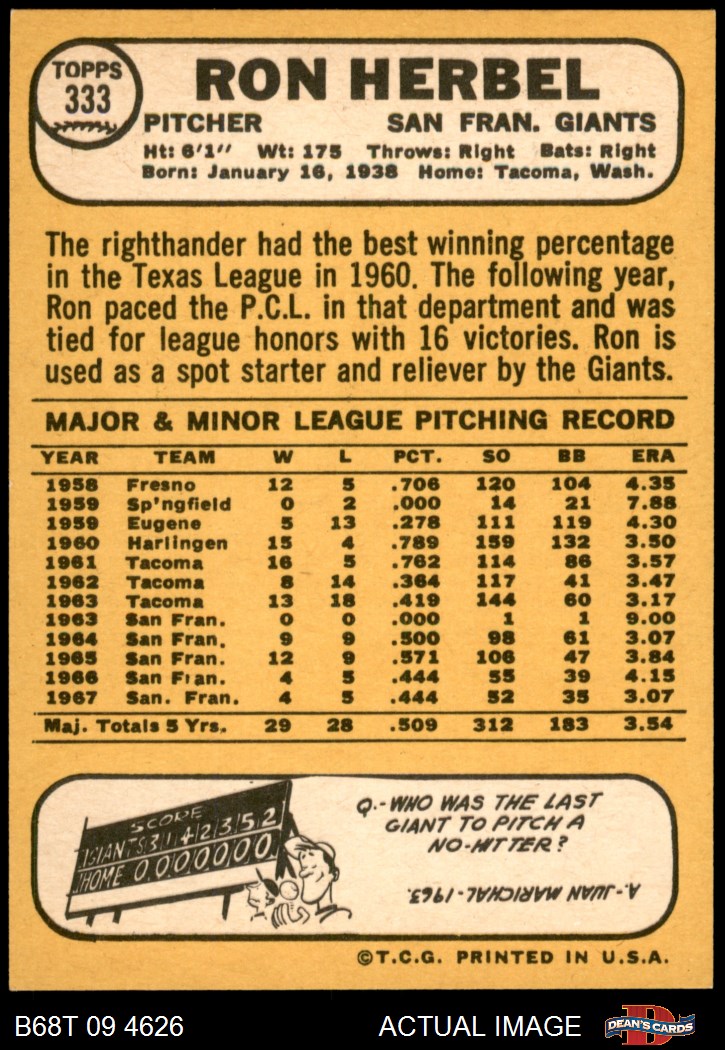 TOPPS
333
RON HERBEL
PITCHER SAN FRAN. GIANTS
Ht: 6'1" Wt: 175 Throws: Right Bats: Right
Born: January 16, 1938 Home: Tacoma, Wash.
The righthander had the best winning percentage
in the Texas League in 1960. The following year,
Ron paced the P.C.L. in that department and was
tied for league honors with 16 victories. Ron is
used as a spot starter and reliever by the Giants.
MAJOR & MINOR LEAGUE PITCHING RECORD
YEAR TEAM W L PCT. SO BB ERA
1958 Fresno 12 5 .706 120 104 4.35
1959 Sp'ngfield 0 2 .000 14 21 7.88
1959 Eugene 5 13 .278 111 119 4.30
1960 Harlingen 15 4 .789 159 132 3.50
1961 Tacoma 16 5 .762 114 86 3.57
1962 Tacoma 8 14 .364 117 41 3.47
1963 Tacoma 13 18 .419 144 60 3.17
1963 San Fran. 0 0 .000 1 1 9.00
1964 San Fran. 9 9 .500 98 61 3.07
1965 San Fran. 12 9 .571 106 47 3.84
1966 San Fran. 4 5 .444 55 39 4.15
1967 San. Fran. 4 5 .444 52 35 3.07
Maj. Totals 5 Yrs. 29 28 .509 312 183 3.54
SCORE
GIANTS 3 1 4 2 3 5 2
HOME 0 0 0 0 0 0 0
Q.-WHO WAS THE LAST
GIANT TO PITCH A
NO-HITTER?
A.-JUAN MARICHAL-1963.
©T.C.G. PRINTED IN U.S.A.
B68T 09 4626 ACTUAL IMAGE
D
DEAN'S CARDS